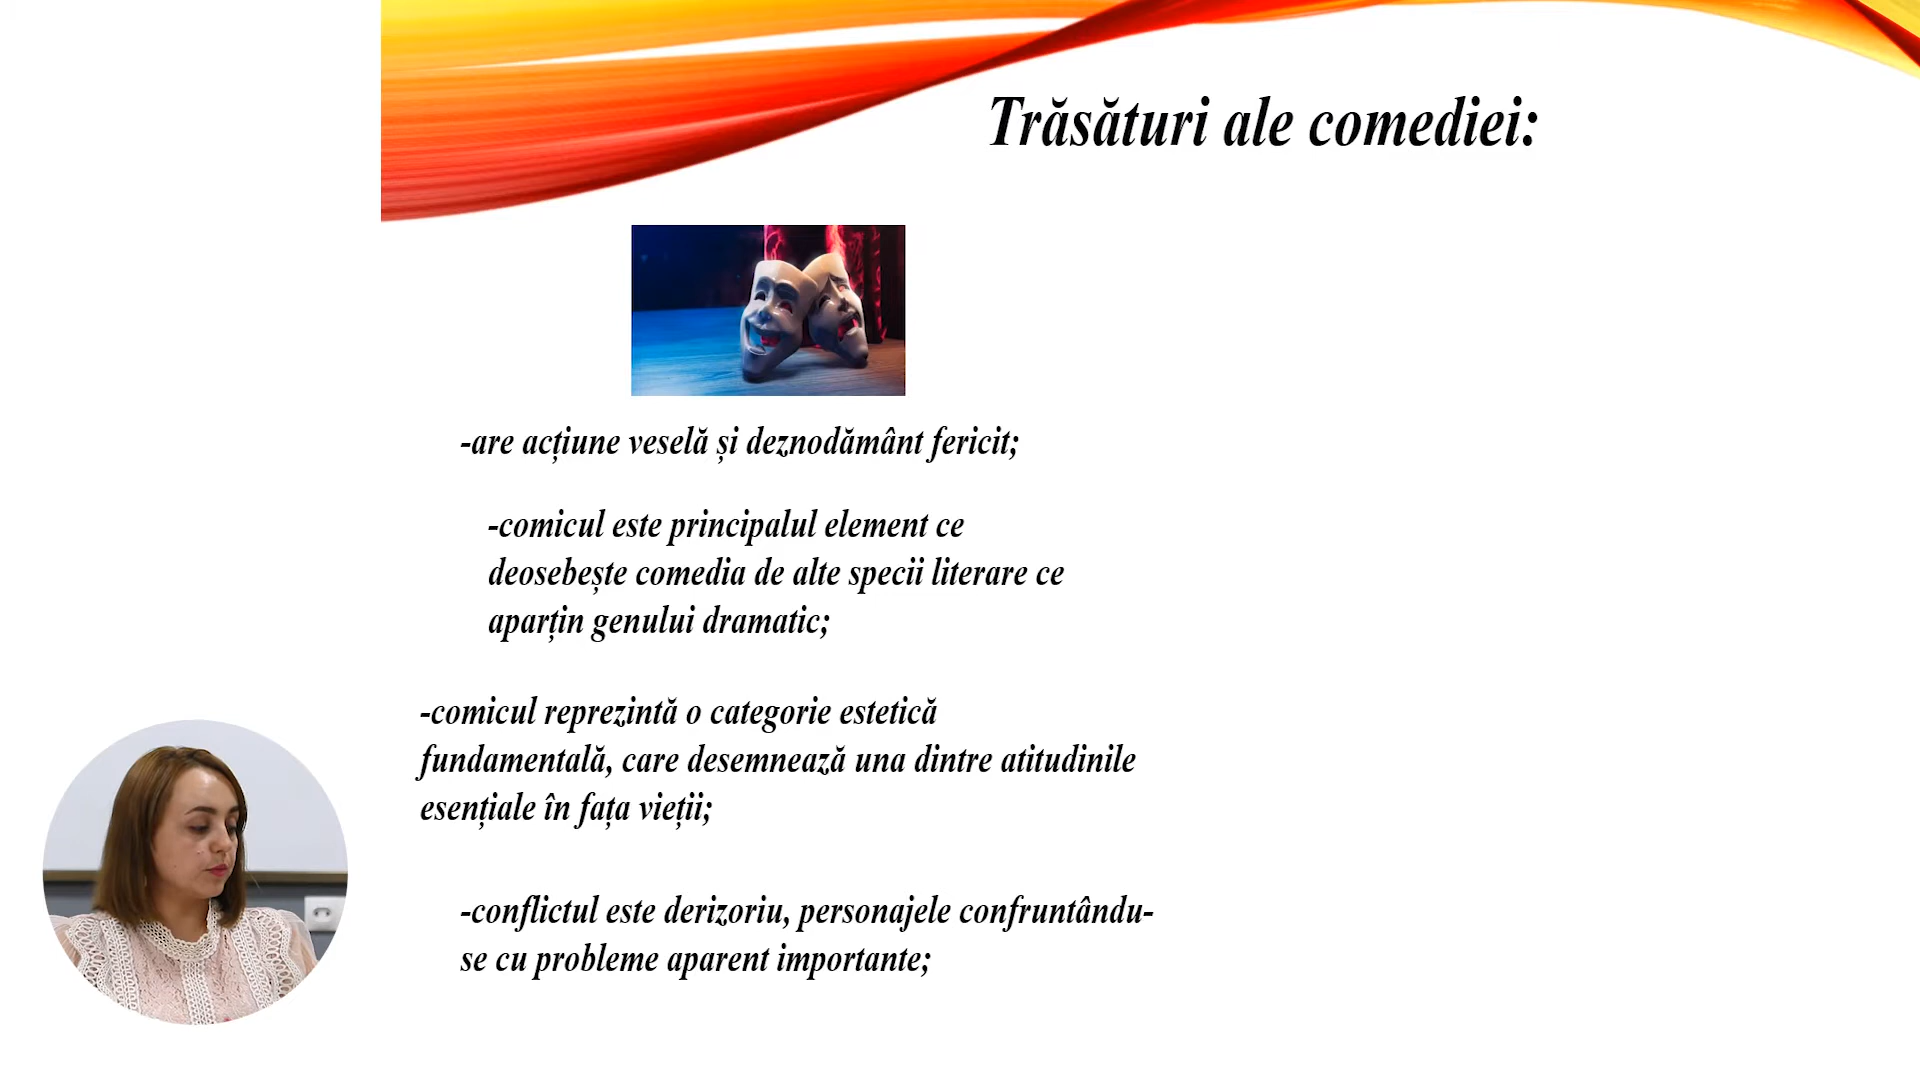 Trăsături ale comediei:
-are acțiune veselă și deznodământ fericit;
-comicul este principalul element ce
deosebește comedia de alte specii literare ce
aparțin genului dramatic;
-comicul reprezintă o categorie estetică
fundamentală, care desemnează una dintre atitudinile
esențiale în fața vieții;
-conflictul este derizoriu, personajele confruntându-
se cu probleme aparent importante;